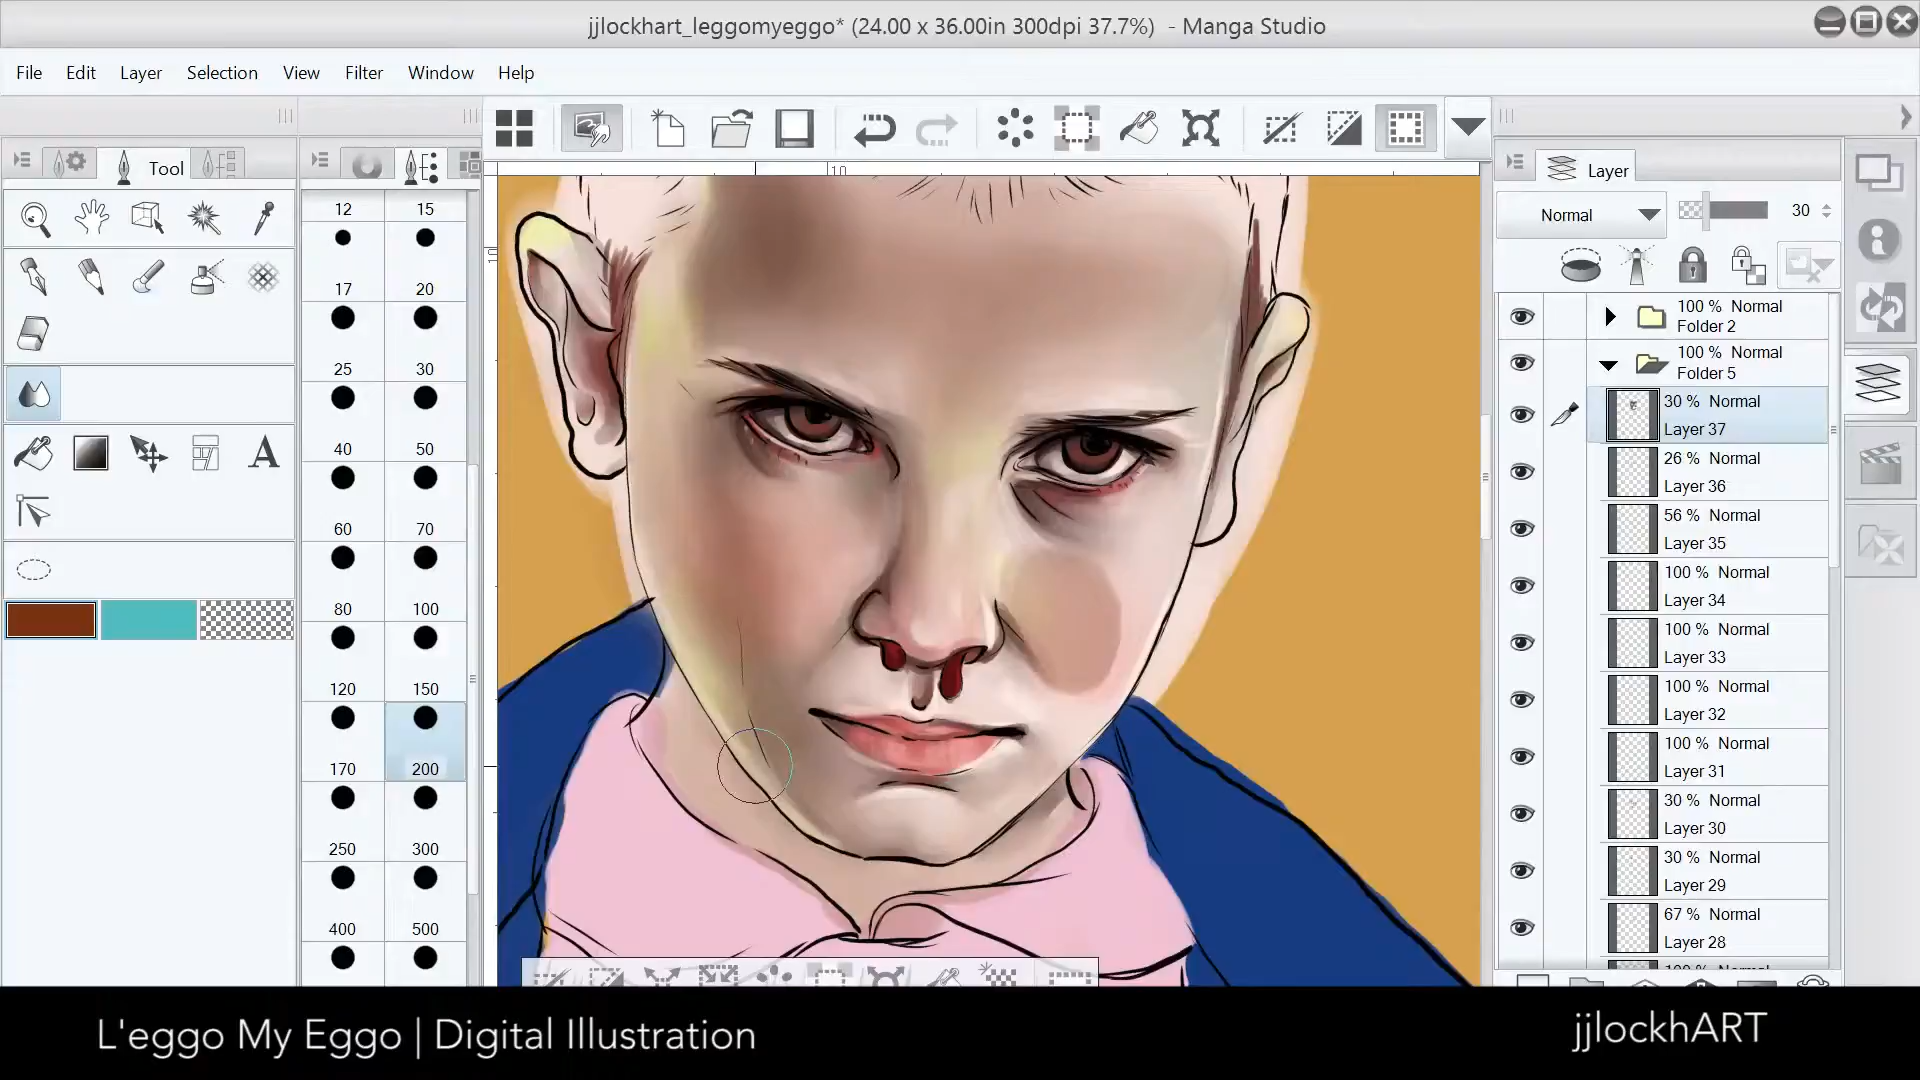 jjlockhart_leggomyeggo* (24.00 x 36.00in 300dpi 37.7%) - Manga Studio
File Edit Layer Selection View Filter Window Help
Tool
Layer
10
10
Normal 30
12 15
17 20
25 30
40 50
60 70
80 100
120 150
170 200
250 300
400 500
A
100 % Normal
Folder 2
100 % Normal
Folder 5
30 % Normal
Layer 37
26 % Normal
Layer 36
56 % Normal
Layer 35
100 % Normal
Layer 34
100 % Normal
Layer 33
100 % Normal
Layer 32
100 % Normal
Layer 31
30 % Normal
Layer 30
30 % Normal
Layer 29
67 % Normal
Layer 28
L'eggo My Eggo | Digital Illustration
jjlockhART